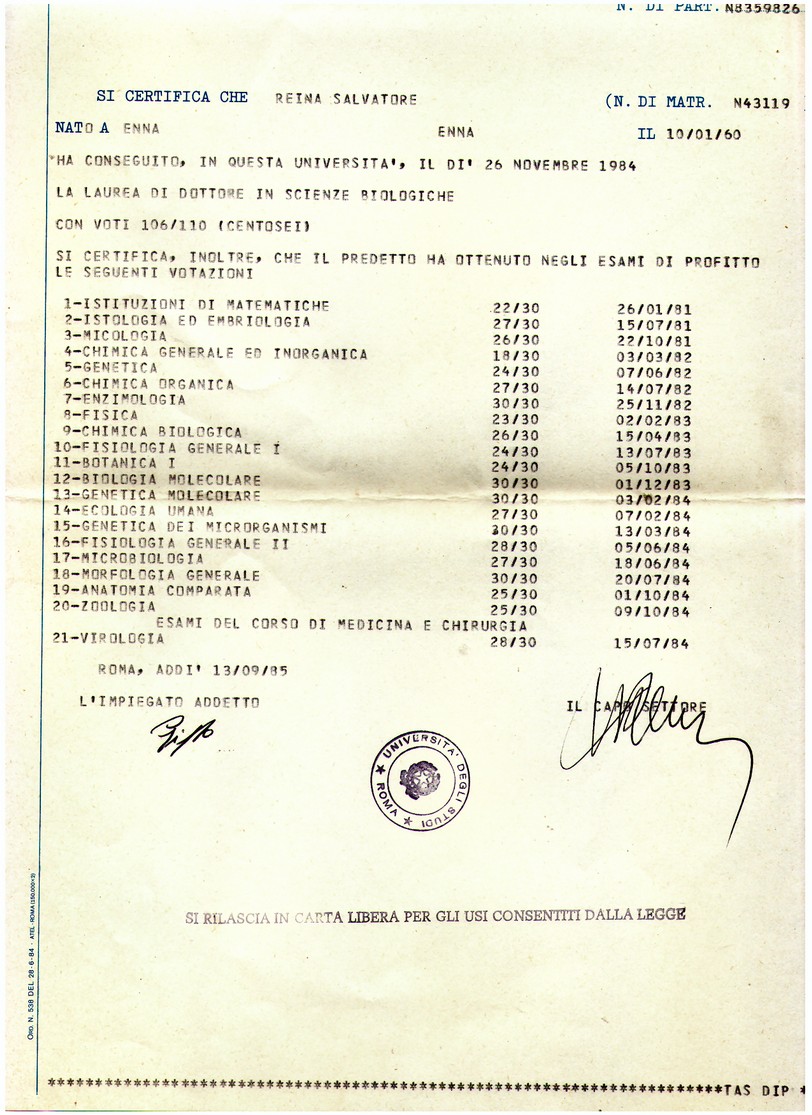 N. DI PART. N8359826
SI CERTIFICA CHE REINA SALVATORE (N. DI MATR. N43119
NATO A ENNA ENNA IL 10/01/60
HA CONSEGUITO, IN QUESTA UNIVERSITA', IL DI' 26 NOVEMBRE 1984
LA LAUREA DI DOTTORE IN SCIENZE BIOLOGICHE
CON VOTI 106/110 (CENTOSEI)
SI CERTIFICA, INOLTRE, CHE IL PREDETTO HA OTTENUTO NEGLI ESAMI DI PROFITTO
LE SEGUENTI VOTAZIONI
1-ISTITUZIONI DI MATEMATICHE 22/30 26/01/81
2-ISTOLOGIA ED EMBRIOLOGIA 27/30 15/07/81
3-MICOLOGIA 26/30 22/10/81
4-CHIMICA GENERALE ED INORGANICA 18/30 03/03/82
5-GENETICA 24/30 07/06/82
6-CHIMICA ORGANICA 27/30 14/07/82
7-ENZIMOLOGIA 30/30 25/11/82
8-FISICA 23/30 02/02/83
9-CHIMICA BIOLOGICA 26/30 15/04/83
10-FISIOLOGIA GENERALE I 24/30 13/07/83
11-BOTANICA I 24/30 05/10/83
12-BIOLOGIA MOLECOLARE 30/30 01/12/83
13-GENETICA MOLECOLARE 30/30 03/02/84
14-ECOLOGIA UMANA 27/30 07/02/84
15-GENETICA DEI MICRORGANISMI 30/30 13/03/84
16-FISIOLOGIA GENERALE II 28/30 05/06/84
17-MICROBIOLOGIA 27/30 18/06/84
18-MORFOLOGIA GENERALE 30/30 20/07/84
19-ANATOMIA COMPARATA 25/30 01/10/84
20-ZOOLOGIA 25/30 09/10/84
ESAMI DEL CORSO DI MEDICINA E CHIRURGIA
21-VIROLOGIA 28/30 15/07/84
ROMA, ADDI' 13/09/85
L'IMPIEGATO ADDETTO IL CAPO SETTORE
UNIVERSITA' DEGLI STUDI ROMA
SI RILASCIA IN CARTA LIBERA PER GLI USI CONSENTITI DALLA LEGGE
ORD. N. 538 DEL 28-6-84 - ATEL-ROMA (150.000×3)
TAS DIP *